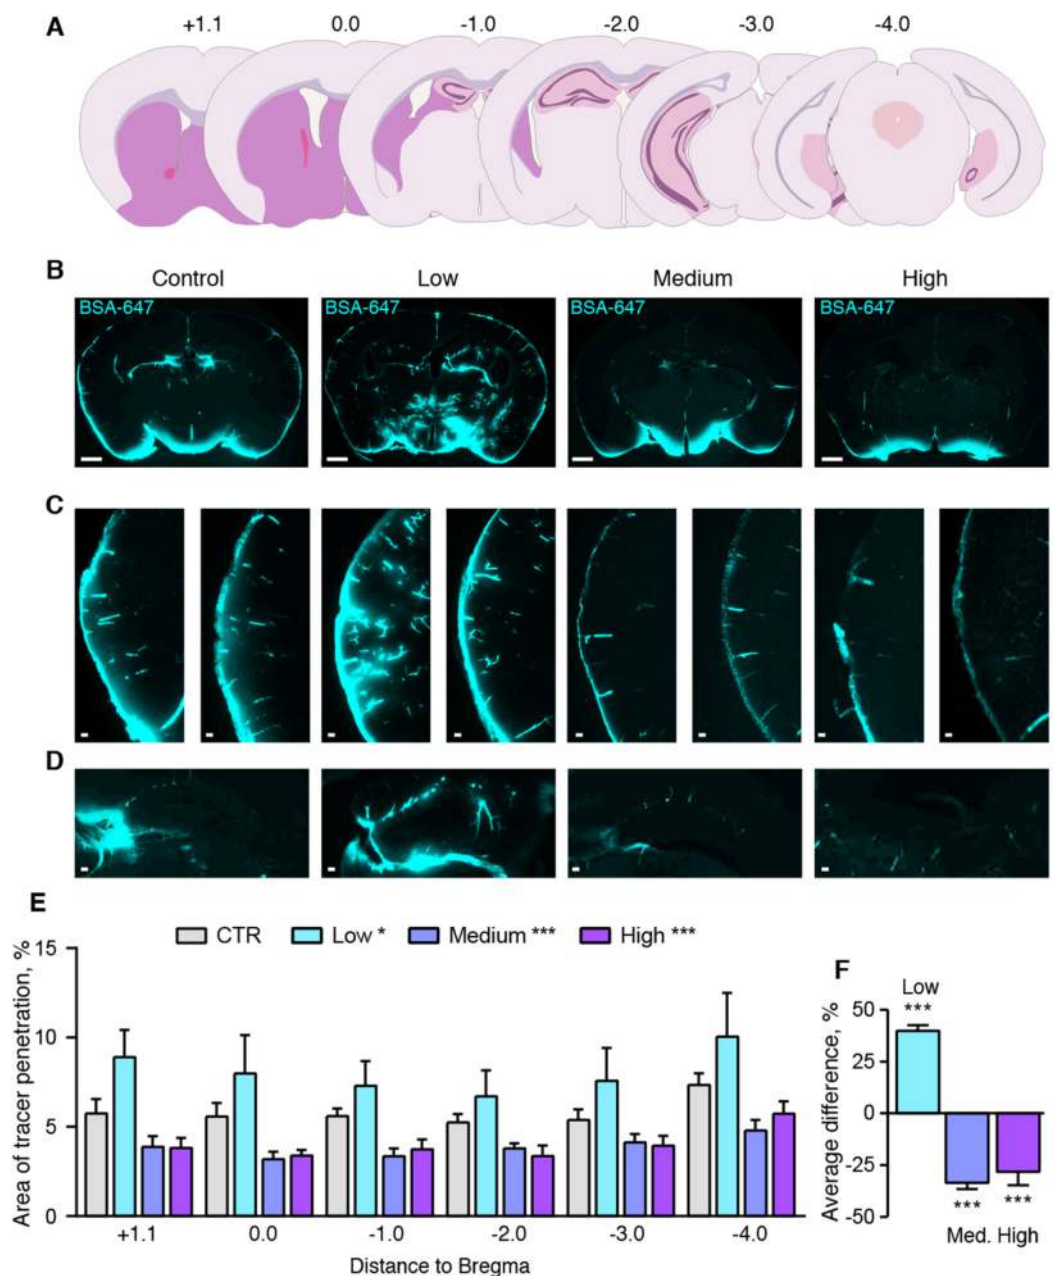 A
+1.1 0.0 -1.0 -2.0 -3.0 -4.0
B
Control Low Medium High
BSA-647 BSA-647 BSA-647 BSA-647
C
D
E
CTR Low * Medium *** High ***
15
10
5
0
Area of tracer penetration, %
+1.1 0.0 -1.0 -2.0 -3.0 -4.0
Distance to Bregma
F
Low
***
50
25
0
-25
-50
Average difference, %
*** ***
Med. High